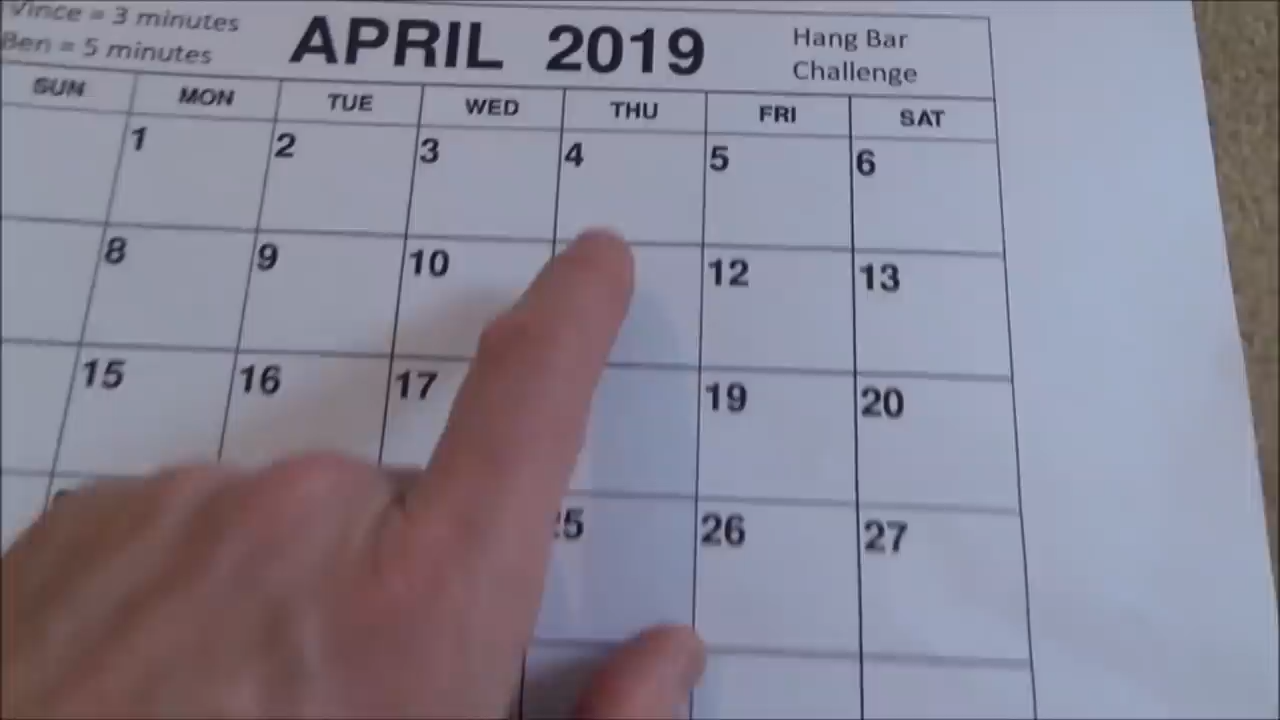 Vince = 3 minutes
Ben = 5 minutes
APRIL 2019
Hang Bar
Challenge
SUN MON TUE WED THU FRI SAT
1 2 3 4 5 6
8 9 10 12 13
15 16 17 19 20
26 27